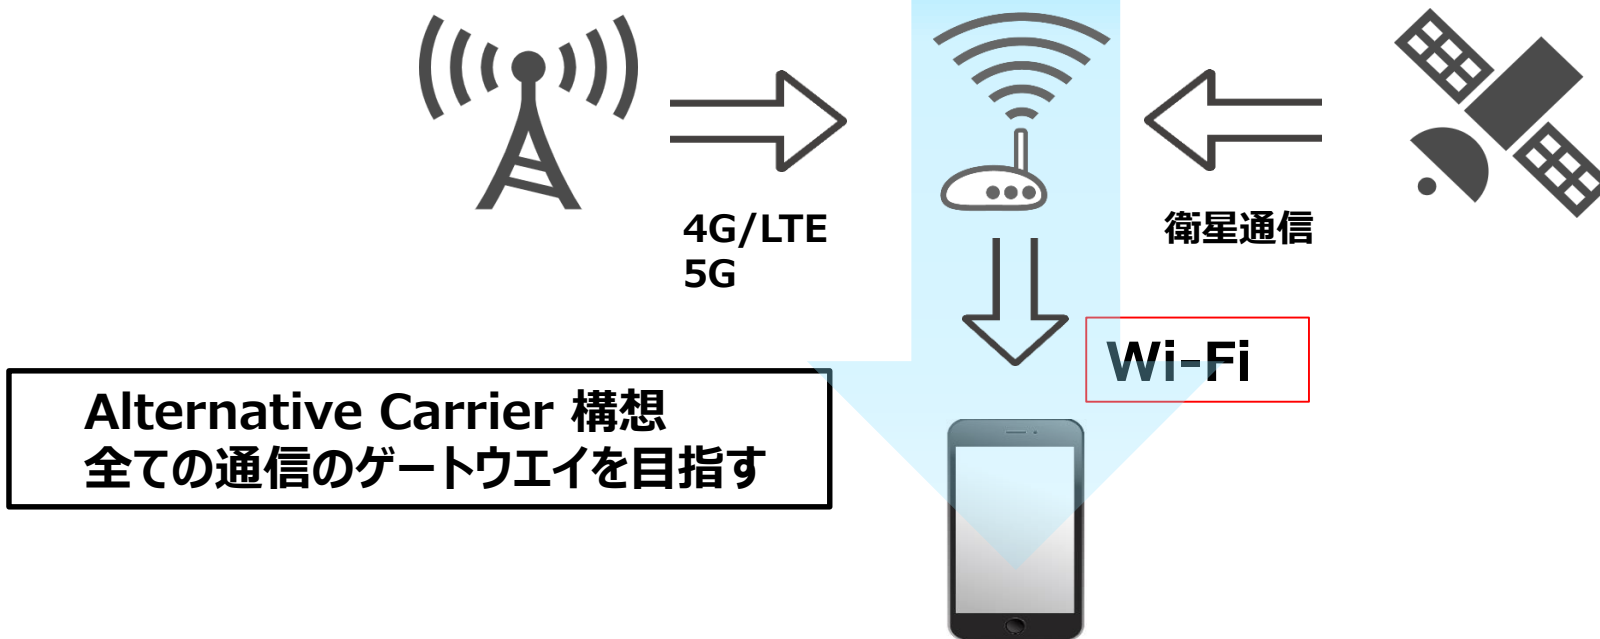 4G/LTE
5G
衛星通信
Wi-Fi
Alternative Carrier 構想
全ての通信のゲートウエイを目指す